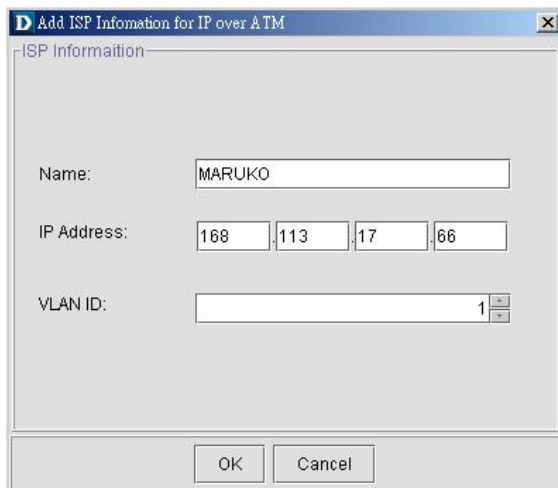 D Add ISP Infomation for IP over ATM
ISP Informaition
Name: MARUKO
IP Address: 168 .113 .17 .66
VLAN ID: 1
OK Cancel